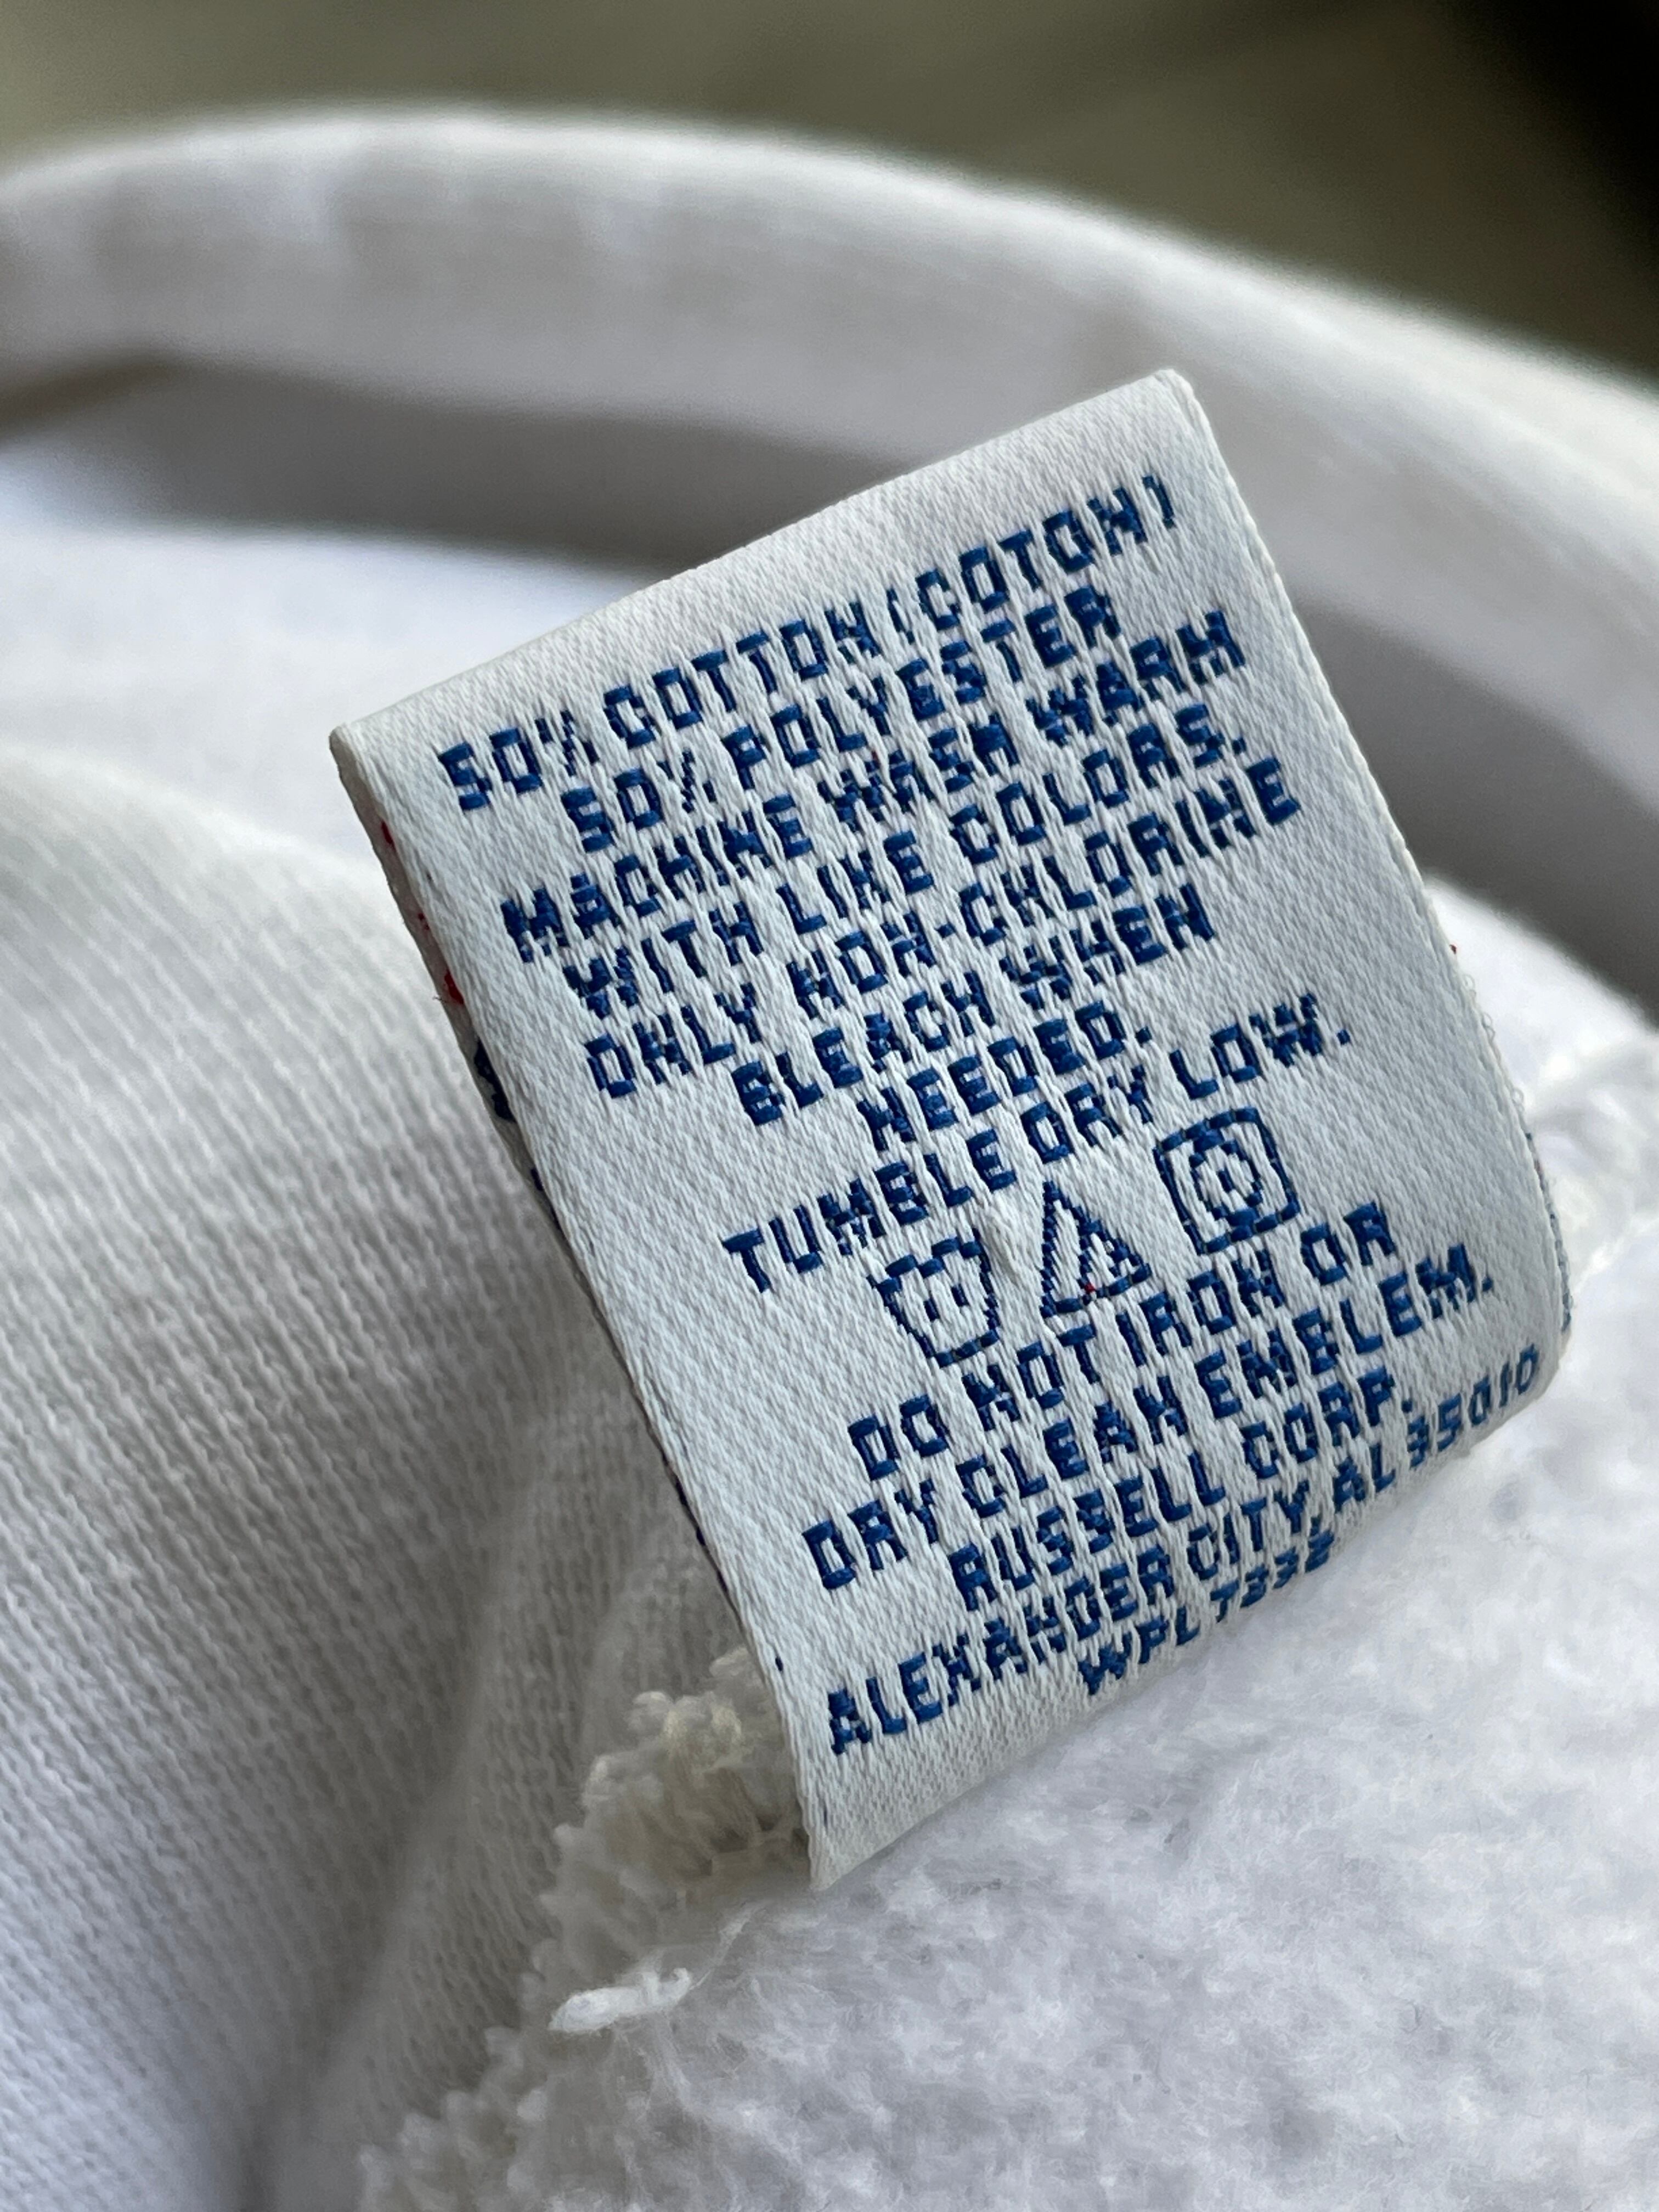 50% COTTON (COTON)
50% POLYESTER
MACHINE WASH WARM
WITH LIKE COLORS.
ONLY NON-CHLORINE
BLEACH WHEN
NEEDED.
TUMBLE DRY LOW.
DO NOT IRON OR
DRY CLEAN EMBLEM.
RUSSELL CORP.
ALEXANDER CITY, AL 35010
WPL